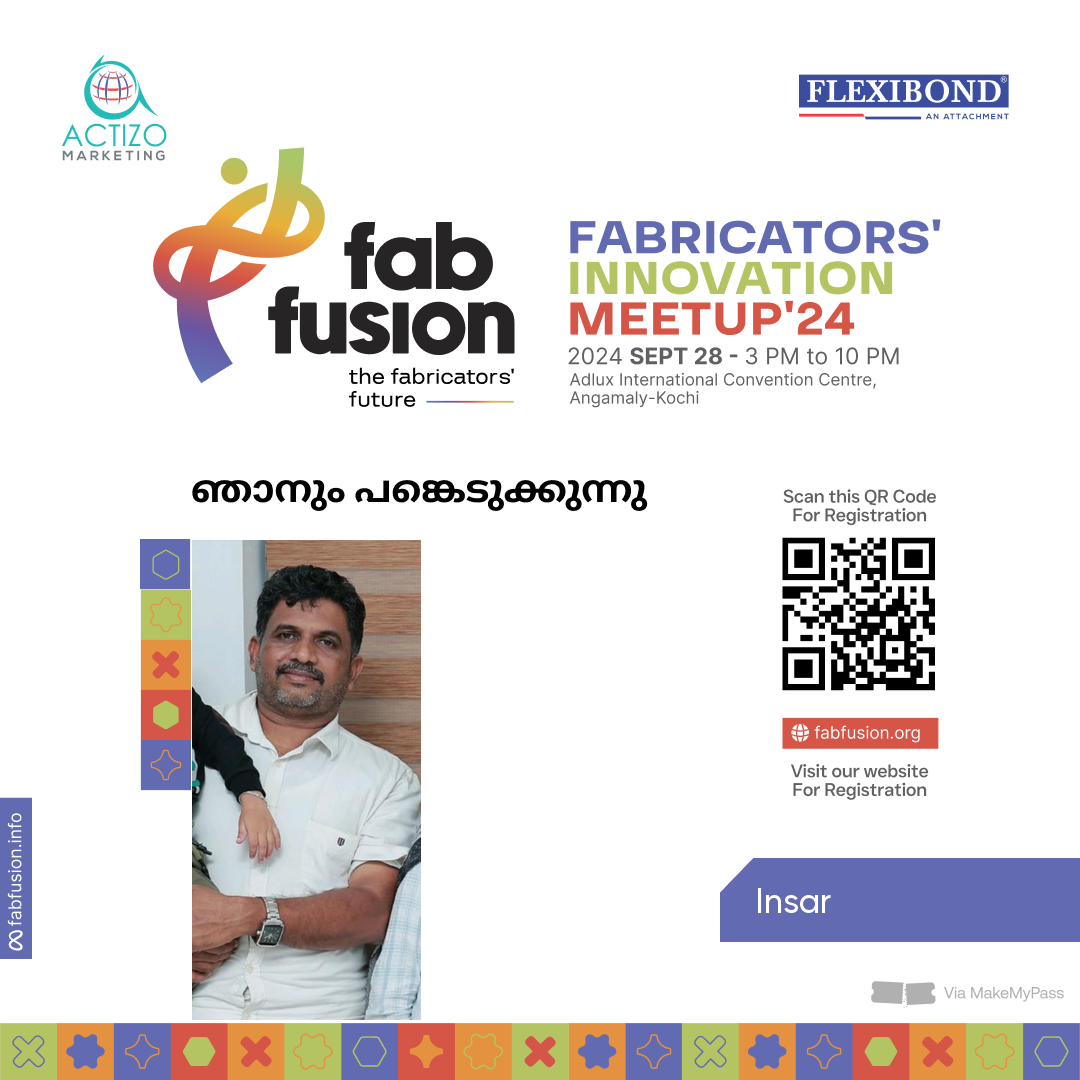 ACTIZO
MARKETING
FLEXIBOND®
AN ATTACHMENT
fab
fusion
the fabricators'
future
FABRICATORS'
INNOVATION
MEETUP'24
2024 SEPT 28 - 3 PM to 10 PM
Adlux International Convention Centre,
Angamaly-Kochi
ഞാനും പങ്കെടുക്കുന്നു
Scan this QR Code
For Registration
fabfusion.org
Visit our website
For Registration
fabfusion.info
Insar
Via MakeMyPass